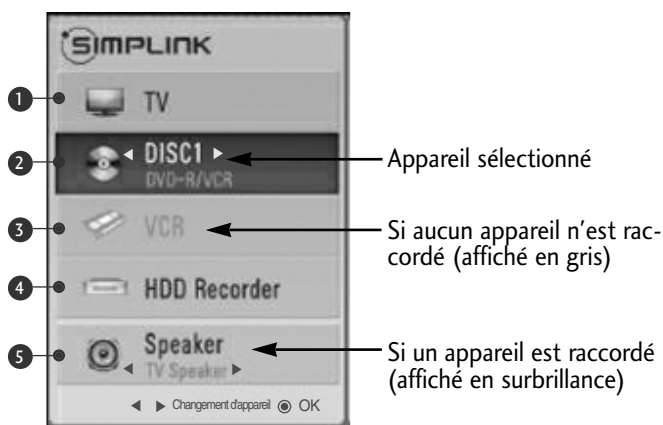 SIMPLINK
1 TV
2 ◄ DISC1 ►
DVD-R/VCR
Appareil sélectionné
3 VCR
Si aucun appareil n'est rac-
cordé (affiché en gris)
4 HDD Recorder
5 Speaker
◄ TV Speaker ►
Si un appareil est raccordé
(affiché en surbrillance)
◄ ► Changement d'appareil ◉ OK